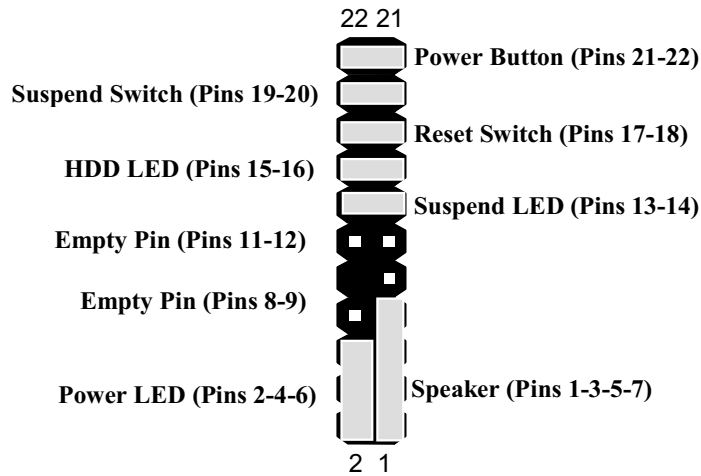 22 21
Power Button (Pins 21-22)
Suspend Switch (Pins 19-20)
Reset Switch (Pins 17-18)
HDD LED (Pins 15-16)
Suspend LED (Pins 13-14)
Empty Pin (Pins 11-12)
Empty Pin (Pins 8-9)
Power LED (Pins 2-4-6)
Speaker (Pins 1-3-5-7)
2 1